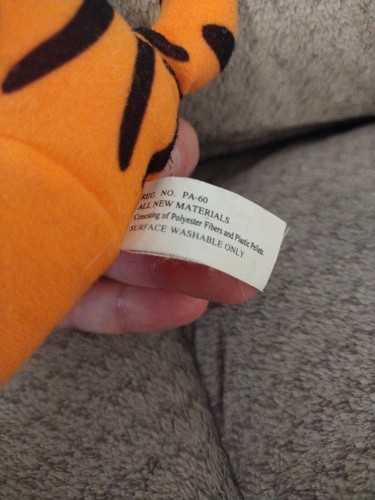 REG. NO. PA-60
ALL NEW MATERIALS
Consisting of Polyester Fibers and Plastic Pellets
SURFACE WASHABLE ONLY.